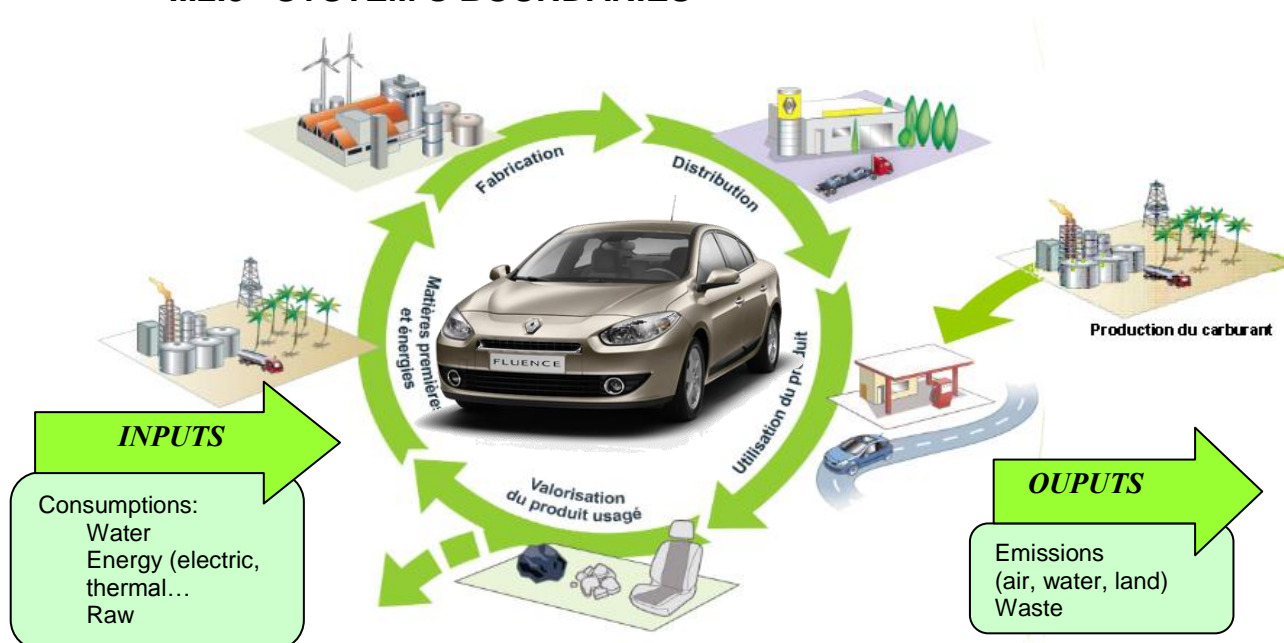 Fabrication
Distribution
Matières premières
et énergies
FLUENCE
Utilisation du produit
Production du carburant
INPUTS
Consumptions:
Water
Energy (electric,
thermal…
Raw
Valorisation
du produit usagé
OUPUTS
Emissions
(air, water, land)
Waste